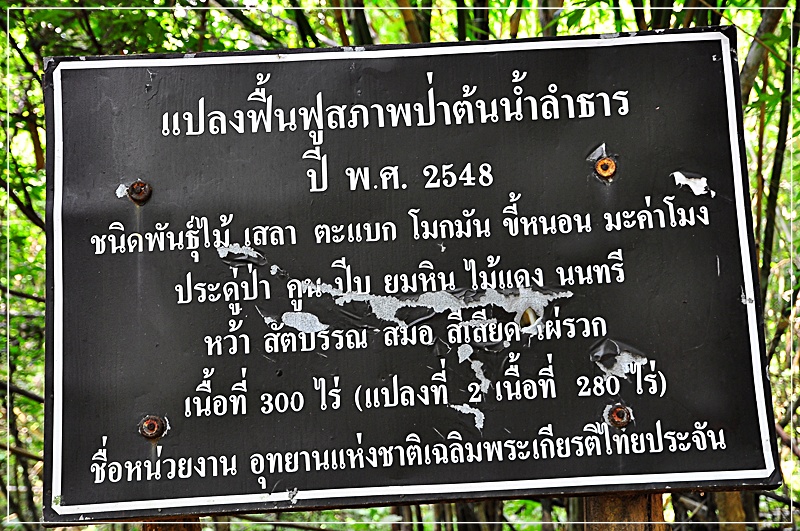 แปลงฟื้นฟูสภาพป่าต้นน้ำลำธาร
ปี พ.ศ. 2548
ชนิดพันธุ์ไม้ เสลา ตะแบก โมกมัน ขี้หนอน มะค่าโมง
ประดู่ป่า คูน ปีบ ยมหิน ไม้แดง นนทรี
หว้า สัตบรรณ สมอ สีเสียด ไผ่รวก
เนื้อที่ 300 ไร่ (แปลงที่ 2 เนื้อที่ 280 ไร่)
ชื่อหน่วยงาน อุทยานแห่งชาติเฉลิมพระเกียรติไทยประจัน